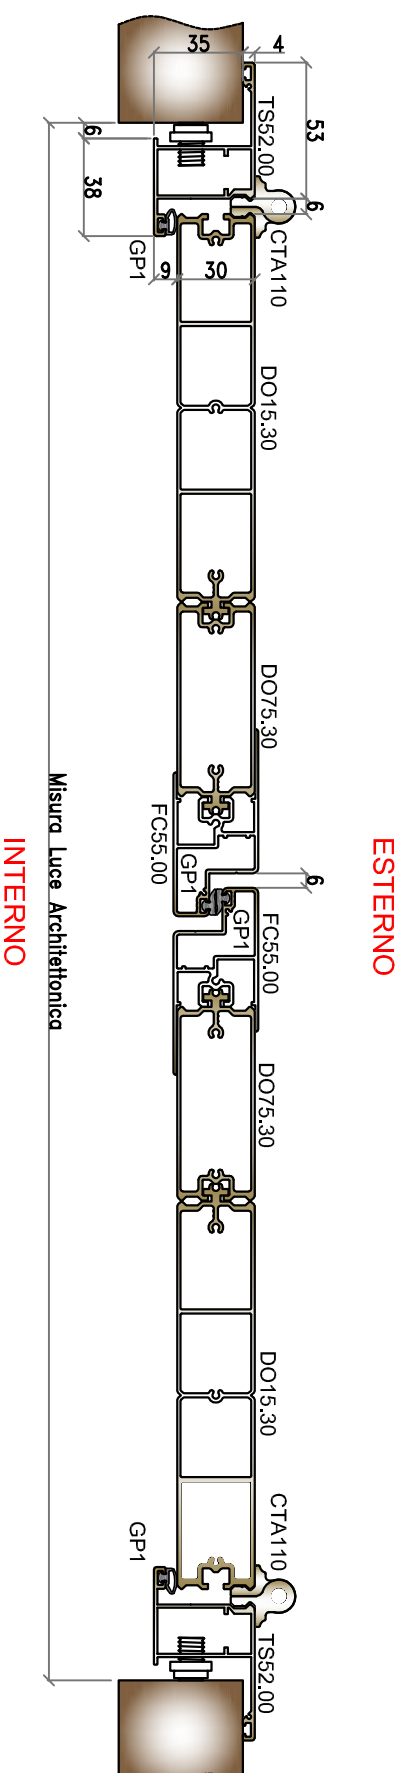 35
4
53
6
TS52.00
6
38
CTA110
GP1
9
30
DO15.30
DO75.30
FC55.00
GP1
6
GP1
FC55.00
Misura Luce Architettonica
ESTERNO
INTERNO
DO75.30
DO15.30
CTA110
GP1
TS52.00